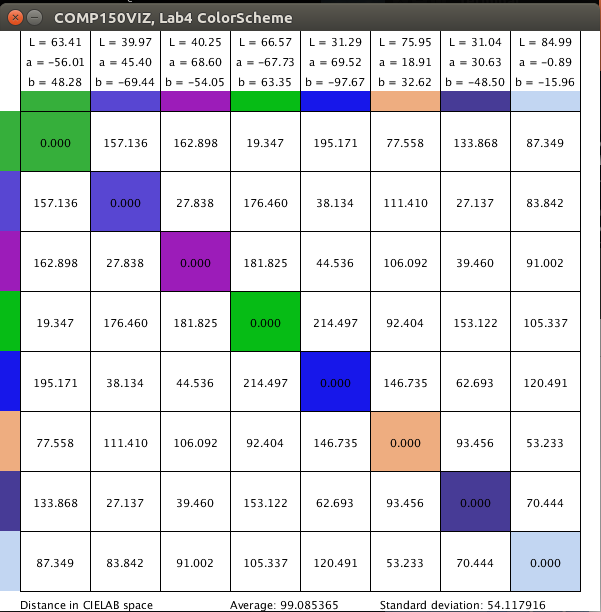 COMP150VIZ, Lab4 ColorScheme
L = 63.41 L = 39.97 L = 40.25 L = 66.57 L = 31.29 L = 75.95 L = 31.04 L = 84.99
a = −56.01 a = 45.40 a = 68.60 a = −67.73 a = 69.52 a = 18.91 a = 30.63 a = −0.89
b = 48.28 b = −69.44 b = −54.05 b = 63.35 b = −97.67 b = 32.62 b = −48.50 b = −15.96
0.000 157.136 162.898 19.347 195.171 77.558 133.868 87.349
157.136 0.000 27.838 176.460 38.134 111.410 27.137 83.842
162.898 27.838 0.000 181.825 44.536 106.092 39.460 91.002
19.347 176.460 181.825 0.000 214.497 92.404 153.122 105.337
195.171 38.134 44.536 214.497 0.000 146.735 62.693 120.491
77.558 111.410 106.092 92.404 146.735 0.000 93.456 53.233
133.868 27.137 39.460 153.122 62.693 93.456 0.000 70.444
87.349 83.842 91.002 105.337 120.491 53.233 70.444 0.000
Distance in CIELAB space Average: 99.085365 Standard deviation: 54.117916